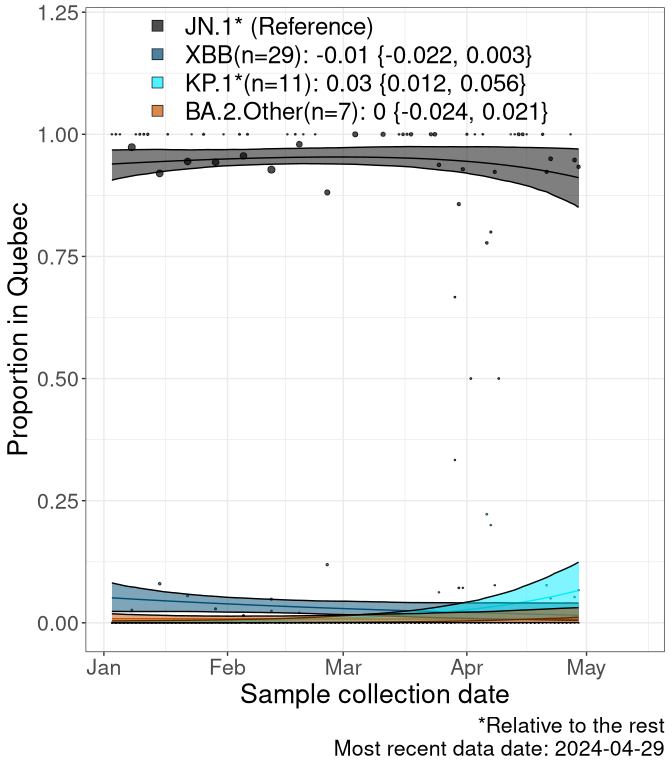 1.25
JN.1* (Reference)
XBB(n=29): -0.01 {-0.022, 0.003}
KP.1*(n=11): 0.03 {0.012, 0.056}
BA.2.Other(n=7): 0 {-0.024, 0.021}
1.00
0.75
0.50
0.25
0.00
Proportion in Quebec
Jan Feb Mar Apr May
Sample collection date
*Relative to the rest
Most recent data date: 2024-04-29